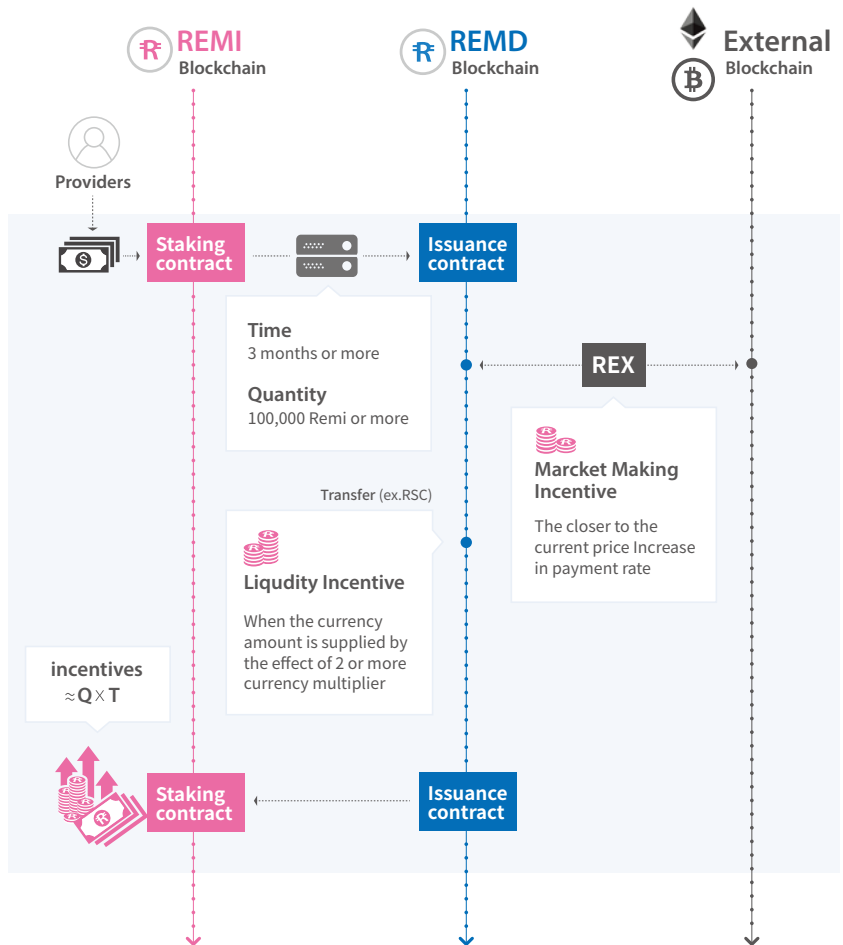 REMI
Blockchain
REMD
Blockchain
External
Blockchain
Providers
Staking
contract
Issuance
contract
Time
3 months or more
Quantity
100,000 Remi or more
REX
Marcket Making
Incentive
The closer to the
current price Increase
in payment rate
Transfer (ex.RSC)
Liqudity Incentive
When the currency
amount is supplied by
the effect of 2 or more
currency multiplier
incentives
≈Q×T
Staking
contract
Issuance
contract